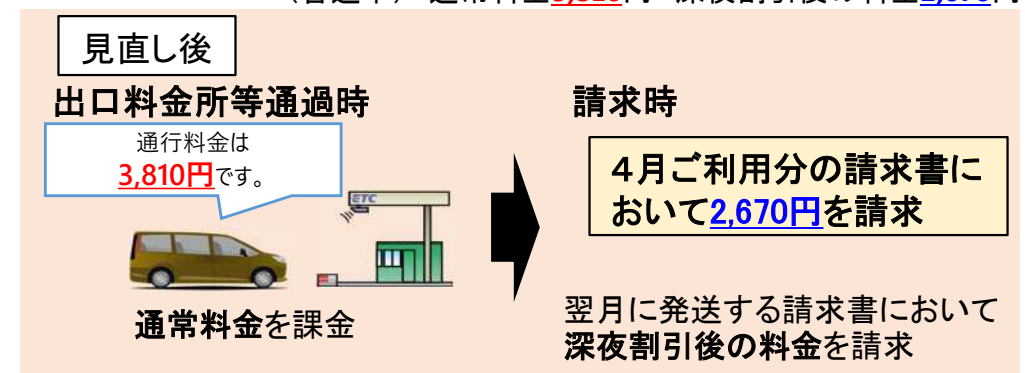 見直し後
出口料金所等通過時
通行料金は
3,810円です。
ETC
通常料金を課金
請求時
４月ご利用分の請求書に
おいて2,670円を請求
翌月に発送する請求書において
深夜割引後の料金を請求